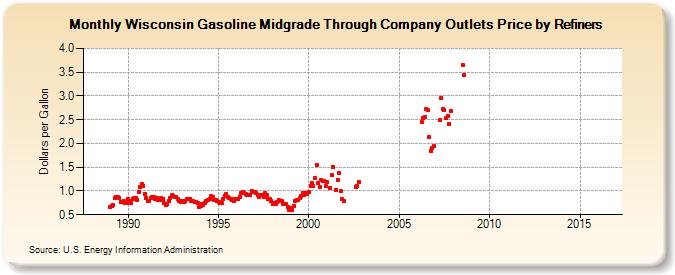 Monthly Wisconsin Gasoline Midgrade Through Company Outlets Price by Refiners
Dollars per Gallon
4.0
3.5
3.0
2.5
2.0
1.5
1.0
0.5
1990 1995 2000 2005 2010 2015
Source: U.S. Energy Information Administration